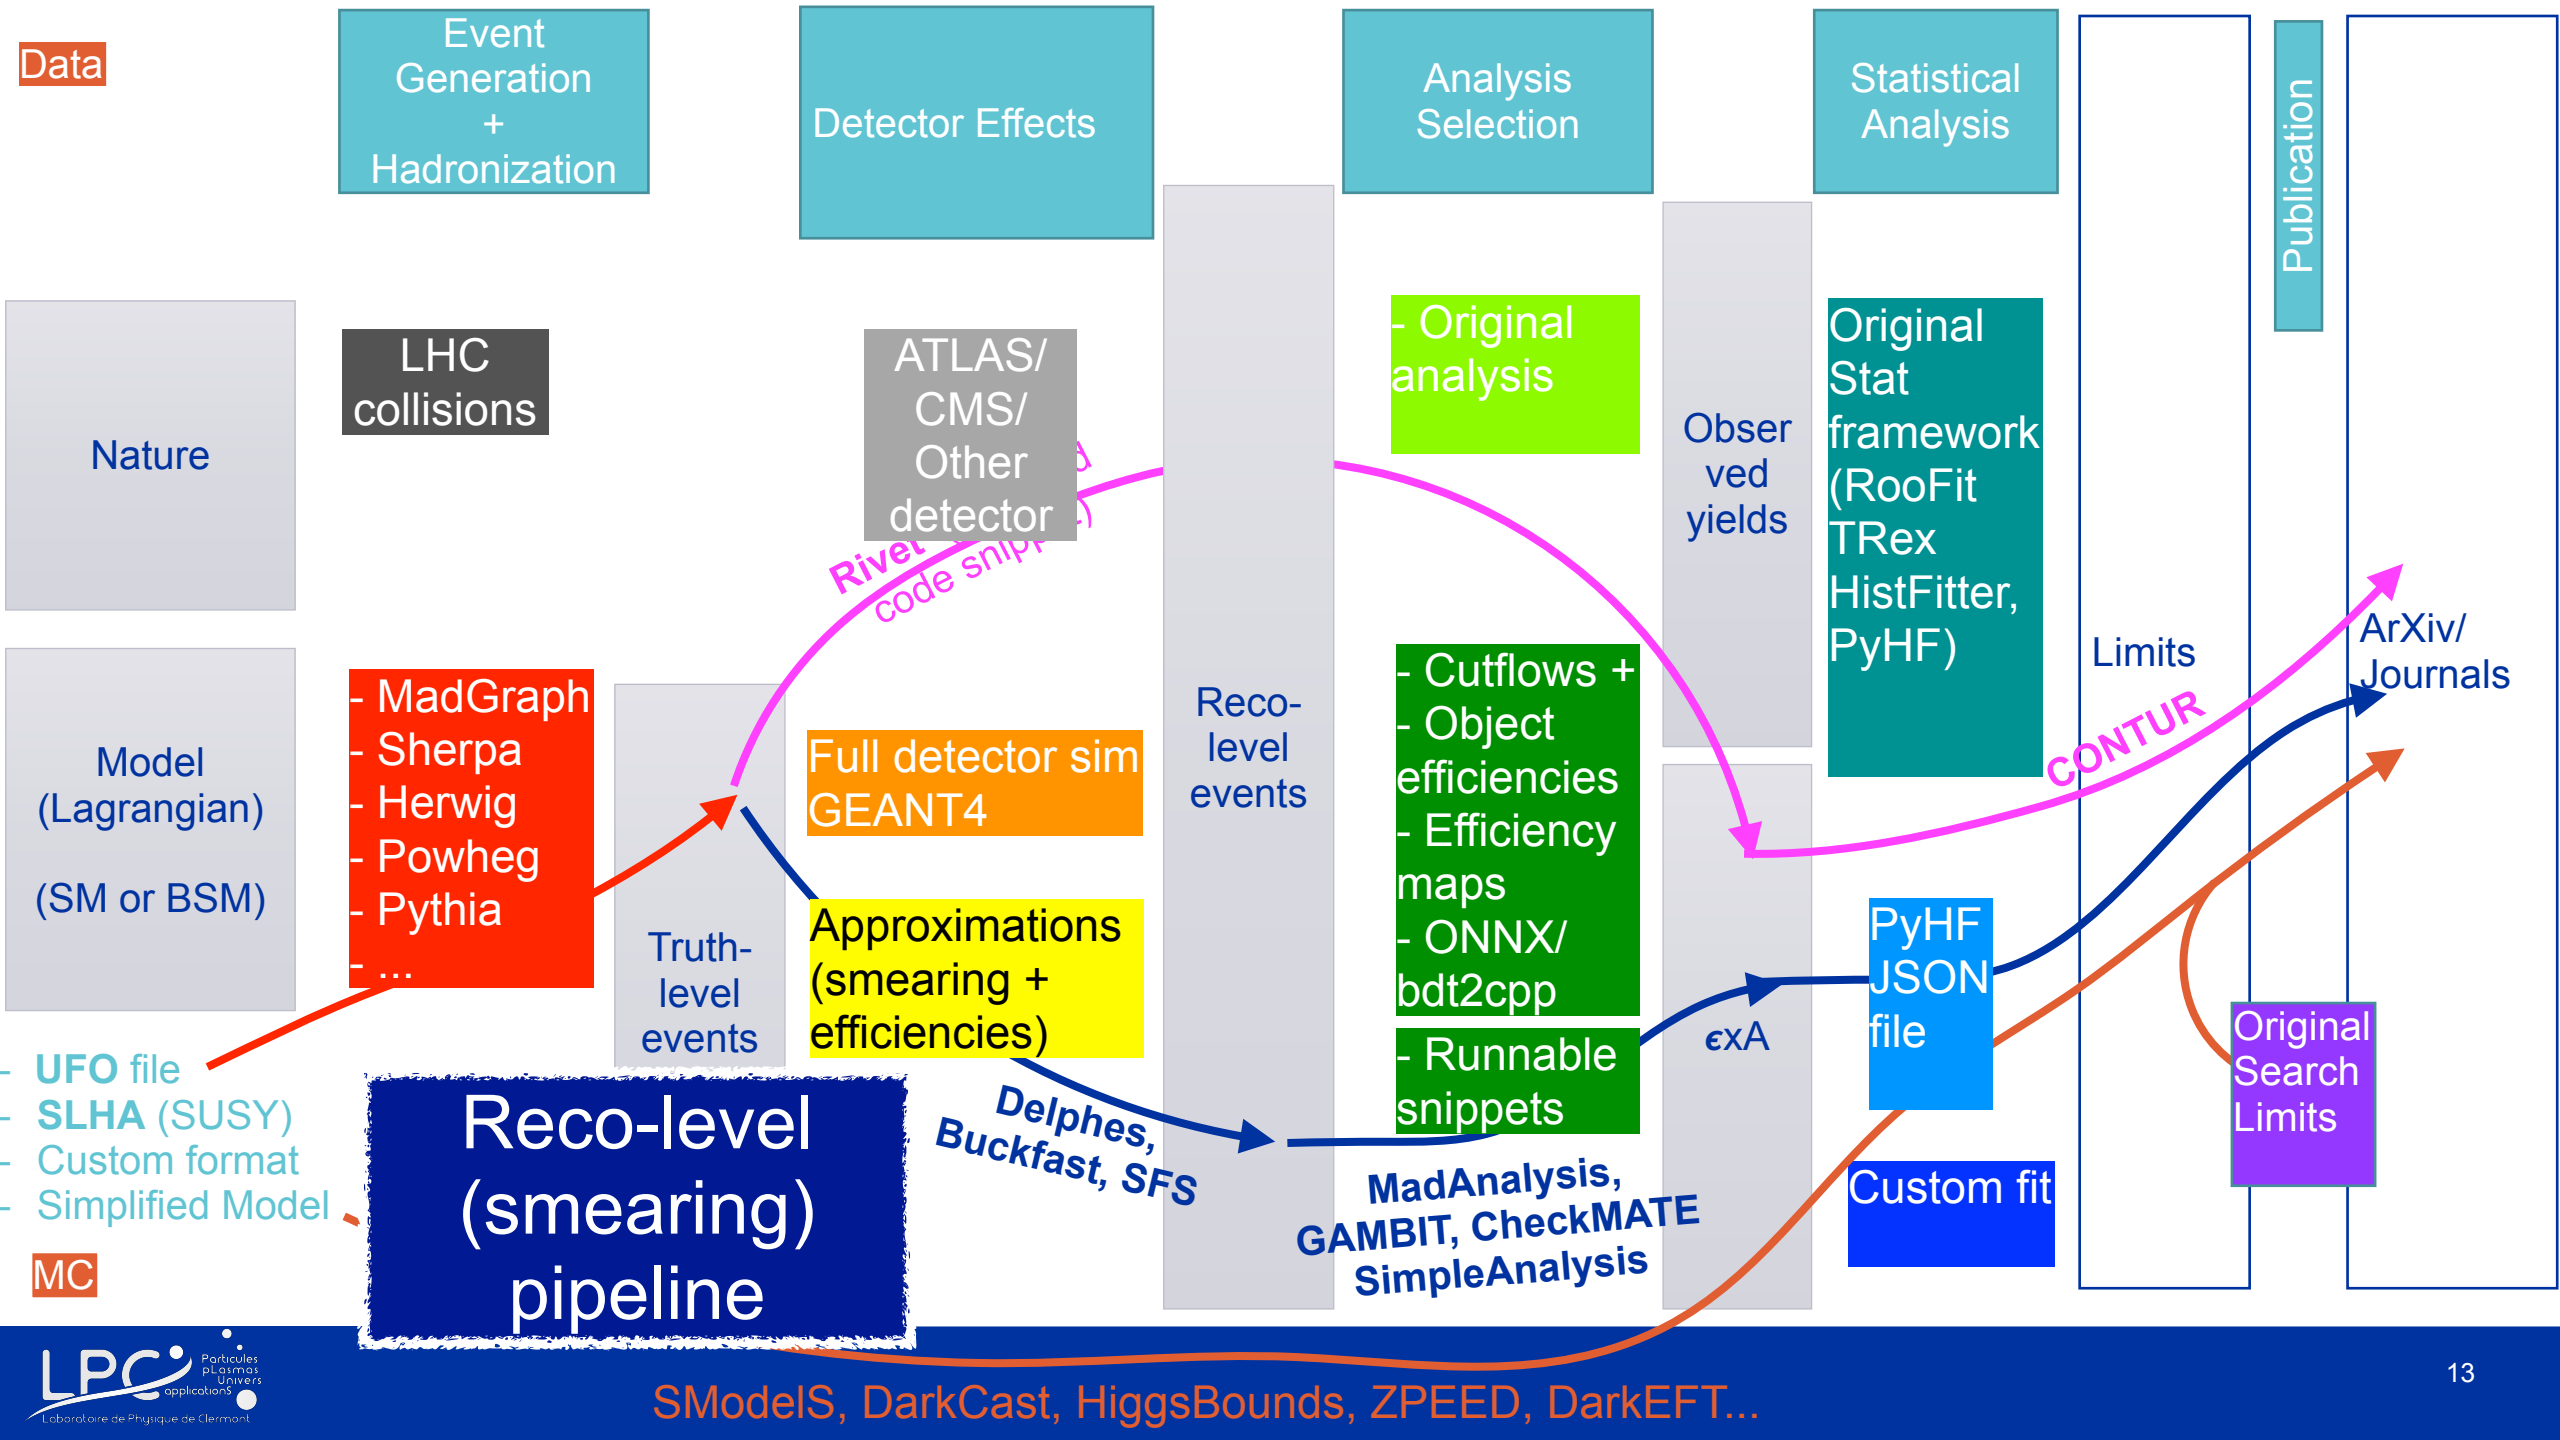 Data
Event
Generation
+
Hadronization
Detector Effects
Analysis
Selection
Statistical
Analysis
Publication
Nature
LHC
collisions
ATLAS/
CMS/
Other
detector
Rivet
code snippet)
- Original
analysis
Obser
ved
yields
Original
Stat
framework
(RooFit
TRex
HistFitter,
PyHF)
Limits
ArXiv/
Journals
CONTUR
Model
(Lagrangian)
(SM or BSM)
- MadGraph
- Sherpa
- Herwig
- Powheg
- Pythia
- ...
Truth-
level
events
Full detector sim
GEANT4
Approximations
(smearing +
efficiencies)
Reco-
level
events
- Cutflows +
- Object
efficiencies
- Efficiency
maps
- ONNX/
bdt2cpp
- Runnable
snippets
ϵxA
PyHF
JSON
file
Original
Search
Limits
Custom fit
- UFO file
- SLHA (SUSY)
- Custom format
- Simplified Model
MC
Reco-level
(smearing)
pipeline
Delphes,
Buckfast, SFS
MadAnalysis,
GAMBIT, CheckMATE
SimpleAnalysis
LPC
Particules
pLasmas
Univers
applicationS
Laboratoire de Physique de Clermont
SModelS, DarkCast, HiggsBounds, ZPEED, DarkEFT...
13